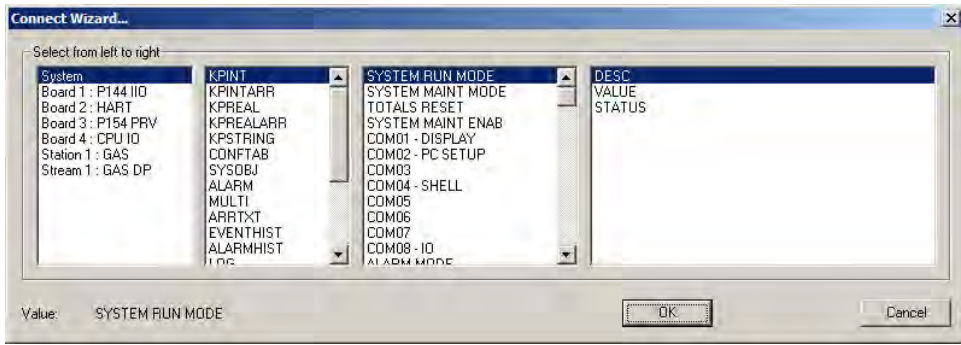 Connect Wizard...
Select from left to right
System
Board 1 : P144 IIO
Board 2 : HART
Board 3 : P154 PRV
Board 4 : CPU IO
Station 1 : GAS
Stream 1 : GAS DP
KPINT
KPINTARR
KPREAL
KPREALARR
KPSTRING
CONFTAB
SYSOBJ
ALARM
MULTI
ARRTXT
EVENTHIST
ALARMHIST
LOG
SYSTEM RUN MODE
SYSTEM MAINT MODE
TOTALS RESET
SYSTEM MAINT ENAB
COM01 - DISPLAY
COM02 - PC SETUP
COM03
COM04 - SHELL
COM05
COM06
COM07
COM08 - IO
ALARM MODE
DESC
VALUE
STATUS
Value: SYSTEM RUN MODE
OK
Cancel